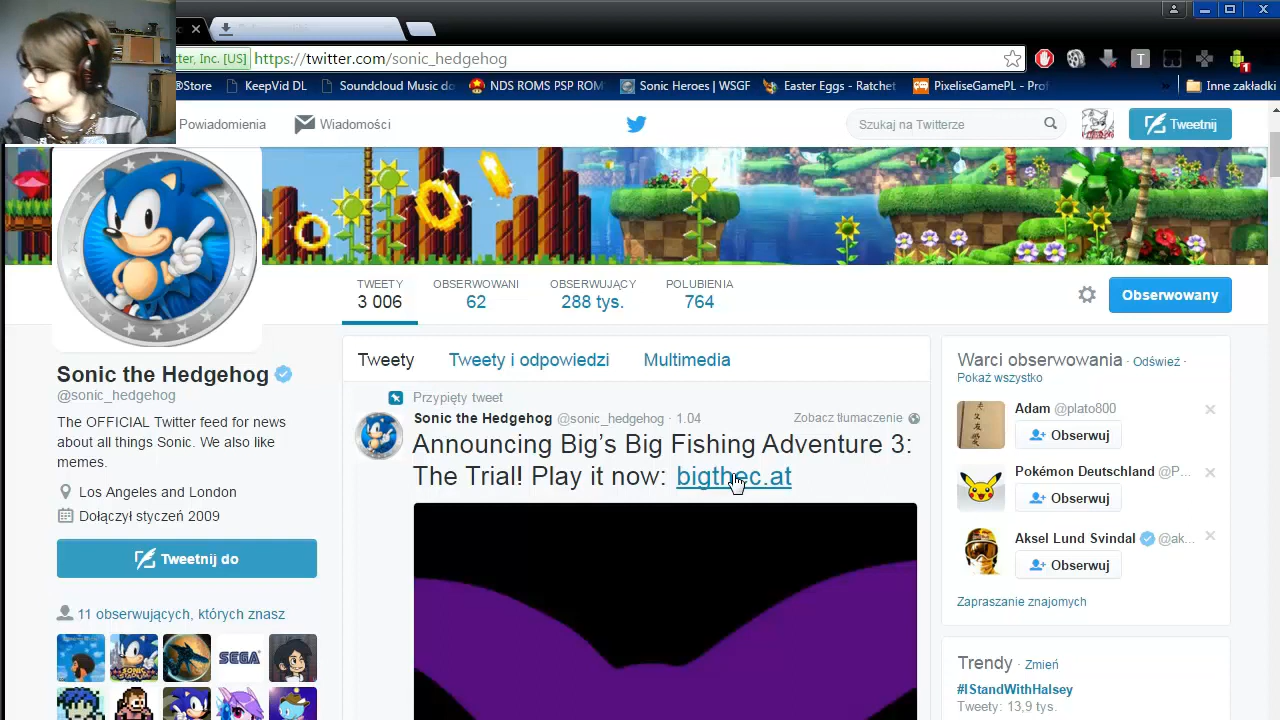 tter, Inc. [US] https://twitter.com/sonic_hedgehog
T
1
®Store KeepVid DL Soundcloud Music do NDS ROMS PSP ROM Sonic Heroes | WSGF Easter Eggs - Ratchet PixeliseGamePL - Prof » Inne zakładki
Powiadomienia Wiadomości Szukaj na Twitterze Tweetnij
TWEETY OBSERWOWANI OBSERWUJĄCY POLUBIENIA
3 006 62 288 tys. 764
Obserwowany
Sonic the Hedgehog
@sonic_hedgehog
The OFFICIAL Twitter feed for news
about all things Sonic. We also like
memes.
Los Angeles and London
Dołączył styczeń 2009
Tweetnij do
11 obserwujących, których znasz
SEGA
Tweety Tweety i odpowiedzi Multimedia
Przypięty tweet
Sonic the Hedgehog @sonic_hedgehog · 1.04 Zobacz tłumaczenie
Announcing Big’s Big Fishing Adventure 3:
The Trial! Play it now: bigthec.at
Warci obserwowania · Odśwież ·
Pokaż wszystko
Adam @plato800
Obserwuj
Pokémon Deutschland @P...
Obserwuj
Aksel Lund Svindal @ak...
Obserwuj
Zapraszanie znajomych
Trendy · Zmień
#IStandWithHalsey
Tweety: 13,9 tys.